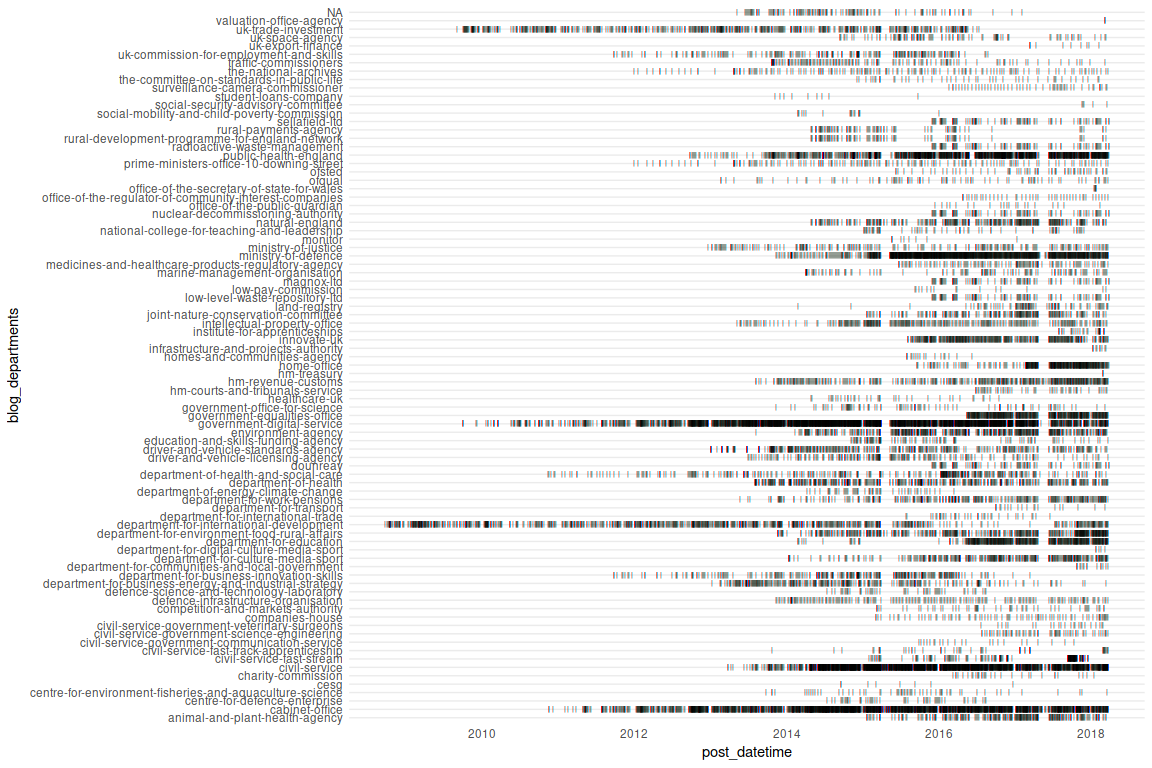 NA
valuation-office-agency
uk-trade-investment
uk-space-agency
uk-export-finance
uk-commission-for-employment-and-skills
traffic-commissioners
the-national-archives
the-committee-on-standards-in-public-life
surveillance-camera-commissioner
student-loans-company
social-security-advisory-committee
social-mobility-and-child-poverty-commission
sellafield-ltd
rural-payments-agency
rural-development-programme-for-england-network
radioactive-waste-management
public-health-england
prime-ministers-office-10-downing-street
ofsted
ofqual
office-of-the-secretary-of-state-for-wales
office-of-the-regulator-of-community-interest-companies
office-of-the-public-guardian
nuclear-decommissioning-authority
natural-england
national-college-for-teaching-and-leadership
monitor
ministry-of-justice
ministry-of-defence
medicines-and-healthcare-products-regulatory-agency
marine-management-organisation
magnox-ltd
low-pay-commission
low-level-waste-repository-ltd
land-registry
joint-nature-conservation-committee
intellectual-property-office
institute-for-apprenticeships
innovate-uk
infrastructure-and-projects-authority
homes-and-communities-agency
home-office
hm-treasury
hm-revenue-customs
hm-courts-and-tribunals-service
healthcare-uk
government-office-for-science
government-equalities-office
government-digital-service
environment-agency
education-and-skills-funding-agency
driver-and-vehicle-standards-agency
driver-and-vehicle-licensing-agency
dounreay
department-of-health-and-social-care
department-of-health
department-of-energy-climate-change
department-for-work-pensions
department-for-transport
department-for-international-trade
department-for-international-development
department-for-environment-food-rural-affairs
department-for-education
department-for-digital-culture-media-sport
department-for-culture-media-sport
department-for-communities-and-local-government
department-for-business-innovation-skills
department-for-business-energy-and-industrial-strategy
defence-science-and-technology-laboratory
defence-infrastructure-organisation
competition-and-markets-authority
companies-house
civil-service-government-veterinary-surgeons
civil-service-government-science-engineering
civil-service-government-communication-service
civil-service-fast-track-apprenticeship
civil-service-fast-stream
civil-service
charity-commission
cesg
centre-for-environment-fisheries-and-aquaculture-science
centre-for-defence-enterprise
cabinet-office
animal-and-plant-health-agency
blog_departments
2010 2012 2014 2016 2018
post_datetime